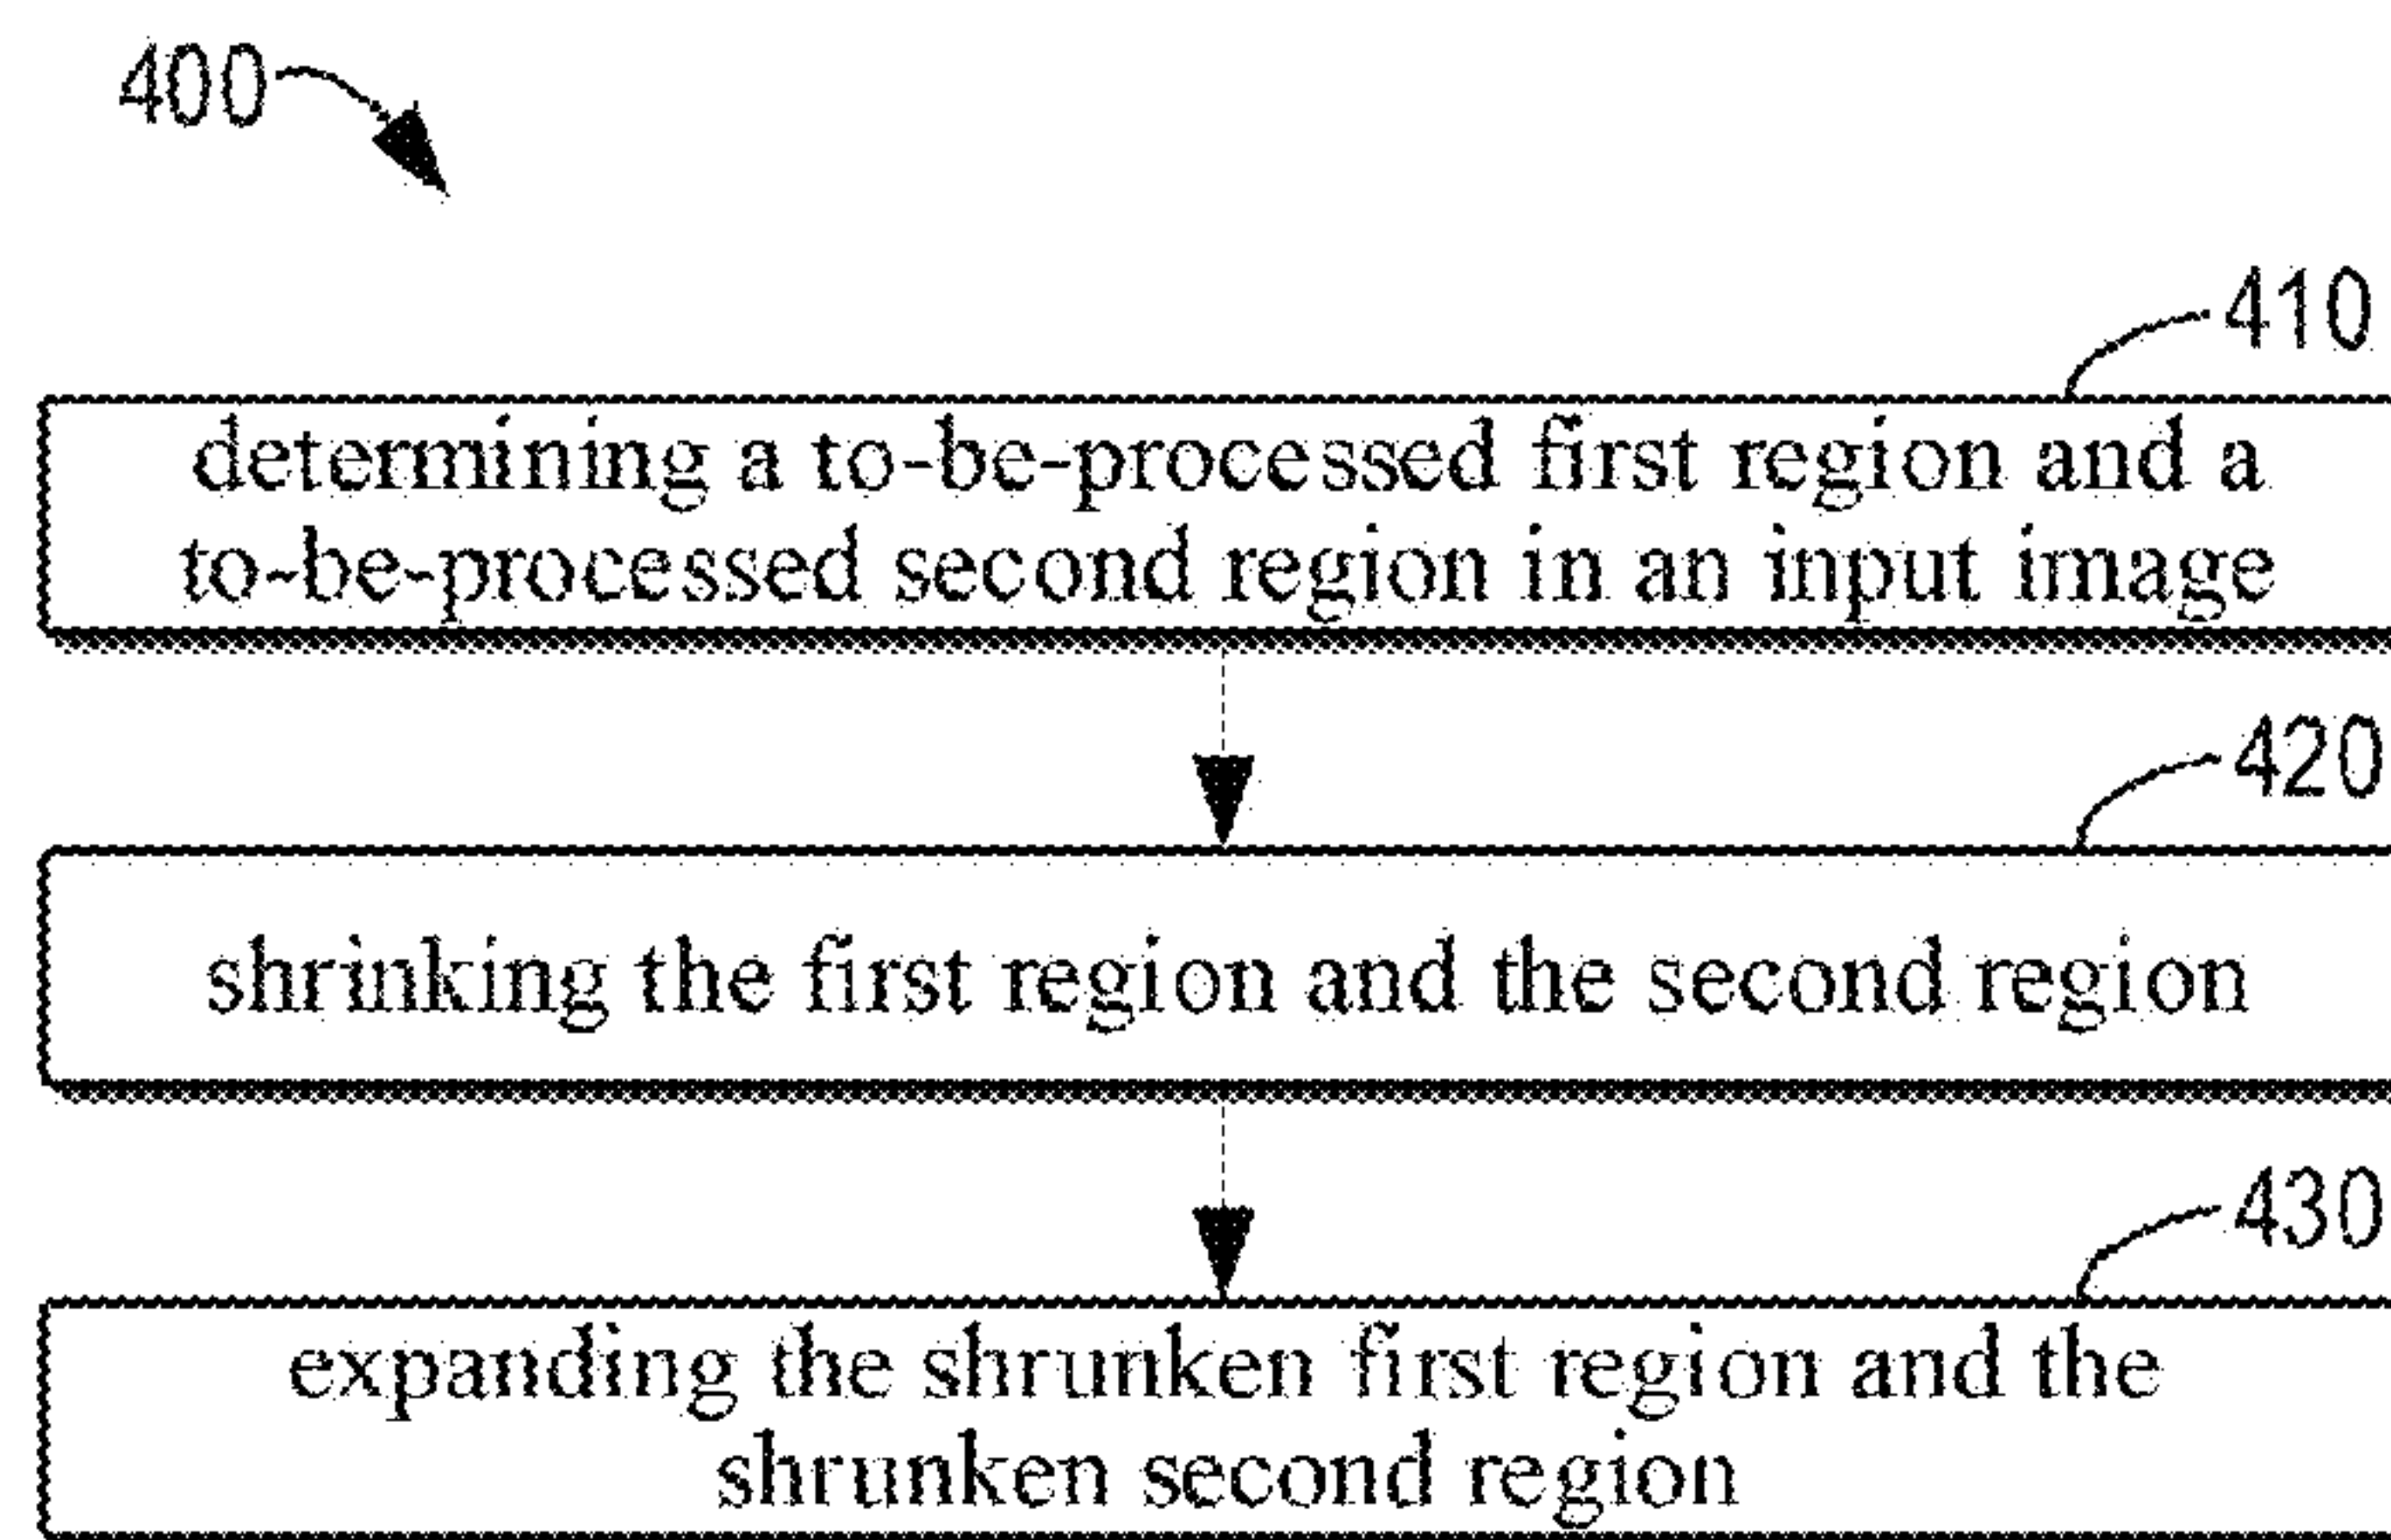 400
410
determining a to-be-processed first region and a
to-be-processed second region in an input image
420
shrinking the first region and the second region
430
expanding the shrunken first region and the
shrunken second region